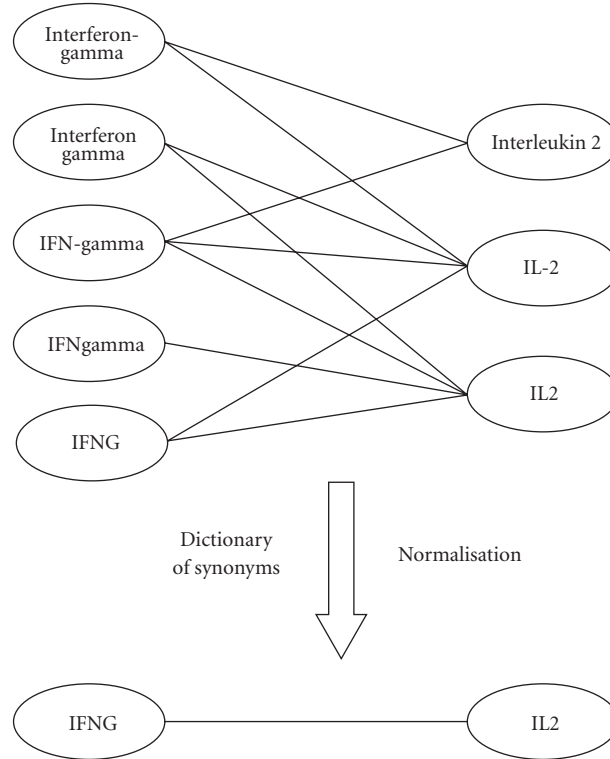 Interferon-
gamma
Interferon
gamma
Interleukin 2
IFN-gamma
IL-2
IFNgamma
IL2
IFNG
Dictionary
of synonyms
Normalisation
IFNG
IL2